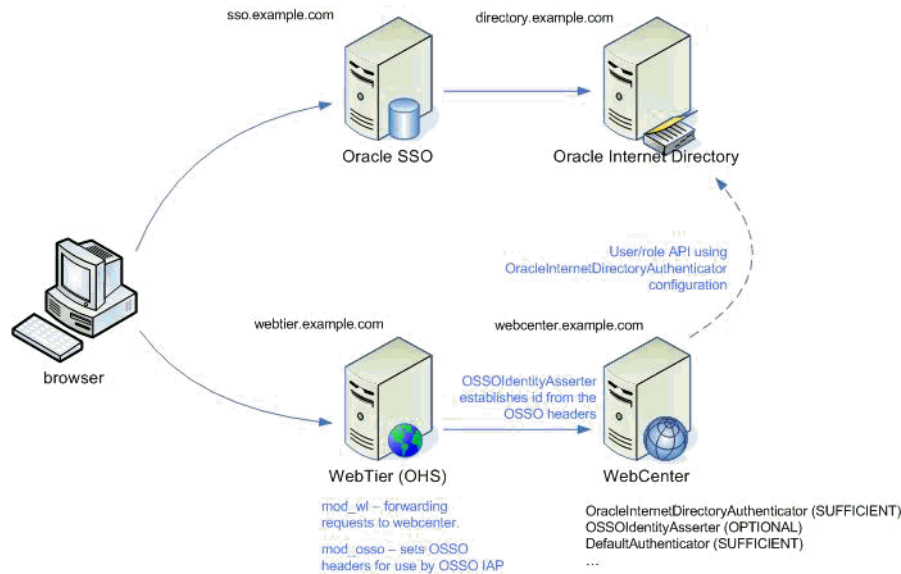 sso.example.com
directory.example.com
Oracle SSO
Oracle Internet Directory
User/role API using
OracleInternetDirectoryAuthenticator
configuration
browser
webtier.example.com
webcenter.example.com
OSSOIdentityAsserter
establishes id from the
OSSO headers
WebTier (OHS)
WebCenter
mod_wl – forwarding
requests to webcenter.
mod_osso – sets OSSO
headers for use by OSSO IAP
OracleInternetDirectoryAuthenticator (SUFFICIENT)
OSSOIdentityAsserter (OPTIONAL)
DefaultAuthenticator (SUFFICIENT)
...